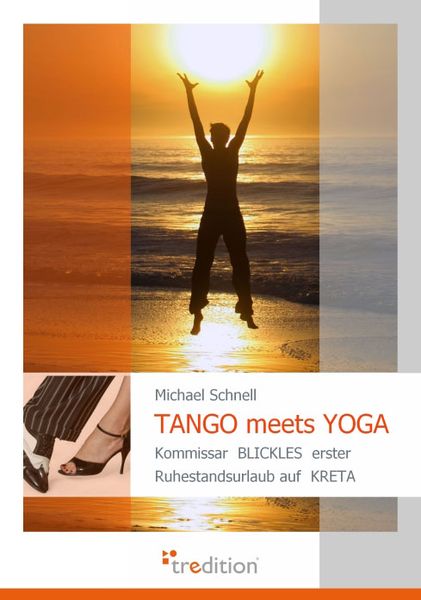 Michael Schnell
TANGO meets YOGA
Kommissar BLICKLES erster
Ruhestandsurlaub auf KRETA
tredition®